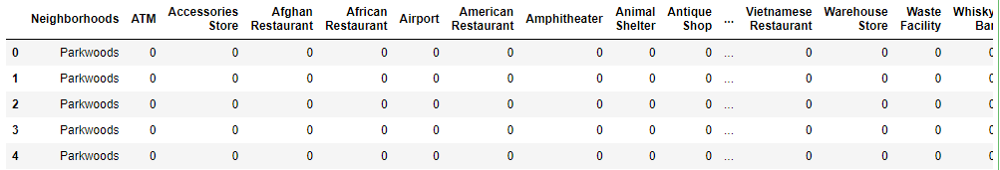 Neighborhoods ATM Accessories Store Afghan Restaurant African Restaurant Airport American Restaurant Amphitheater Animal Shelter Antique Shop ... Vietnamese Restaurant Warehouse Store Waste Facility Whisky
0 Parkwoods 0 0 0 0 0 0 0 0 0 ... 0 0 0 0
1 Parkwoods 0 0 0 0 0 0 0 0 0 ... 0 0 0 0
2 Parkwoods 0 0 0 0 0 0 0 0 0 ... 0 0 0 0
3 Parkwoods 0 0 0 0 0 0 0 0 0 ... 0 0 0 0
4 Parkwoods 0 0 0 0 0 0 0 0 0 ... 0 0 0 0